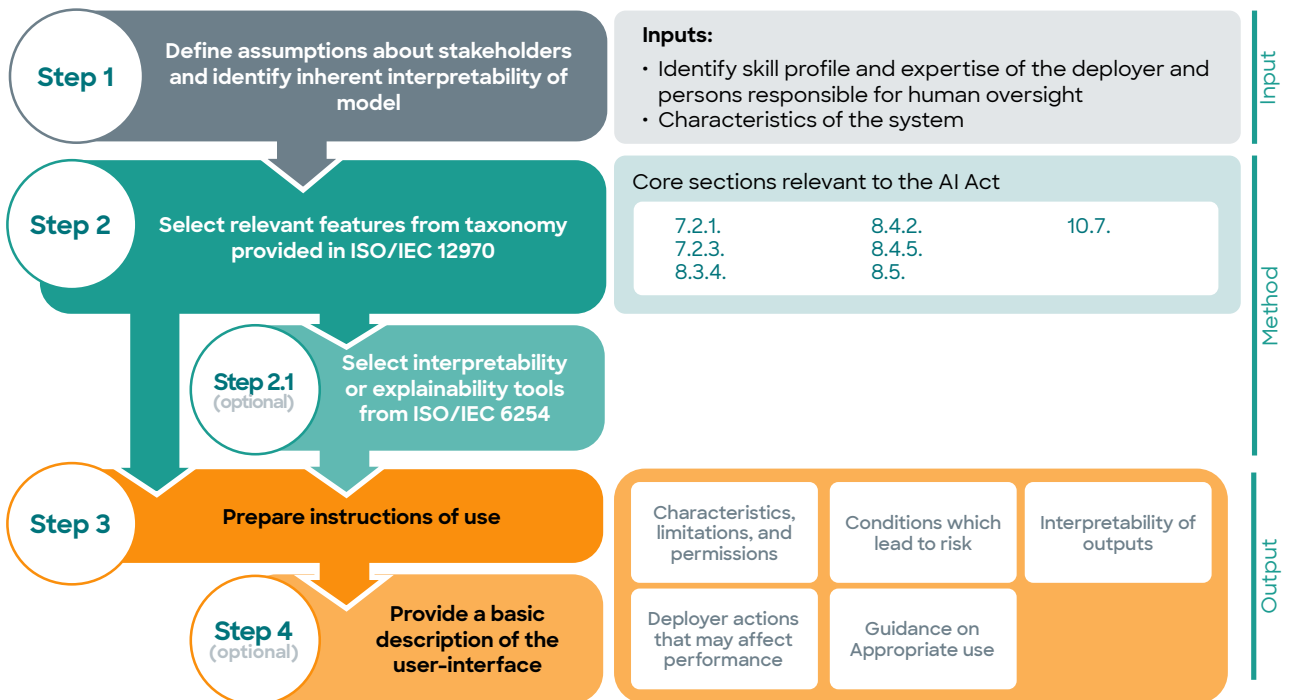 Step 1
Define assumptions about stakeholders
and identify inherent interpretability of
model
Inputs:
• Identify skill profile and expertise of the deployer and
persons responsible for human oversight
• Characteristics of the system
Input
Step 2
Select relevant features from taxonomy
provided in ISO/IEC 12970
Core sections relevant to the AI Act
7.2.1.
7.2.3.
8.3.4.
8.4.2.
8.4.5.
8.5.
10.7.
Method
Step 2.1
(optional)
Select interpretability
or explainability tools
from ISO/IEC 6254
Step 3
Prepare instructions of use
Characteristics,
limitations, and
permissions
Conditions which
lead to risk
Interpretability of
outputs
Output
Step 4
(optional)
Provide a basic
description of the
user-interface
Deployer actions
that may affect
performance
Guidance on
Appropriate use